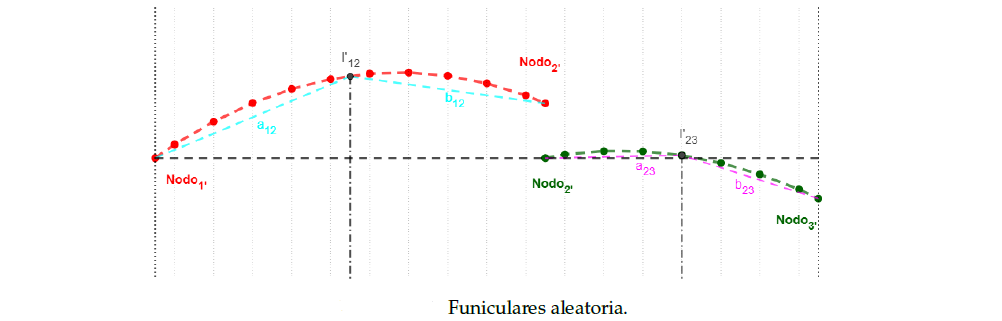 I'12
Nodo2'
b12
a12
I'23
a23
Nodo1'
Nodo2'
b23
Nodo3'
Funiculares aleatoria.